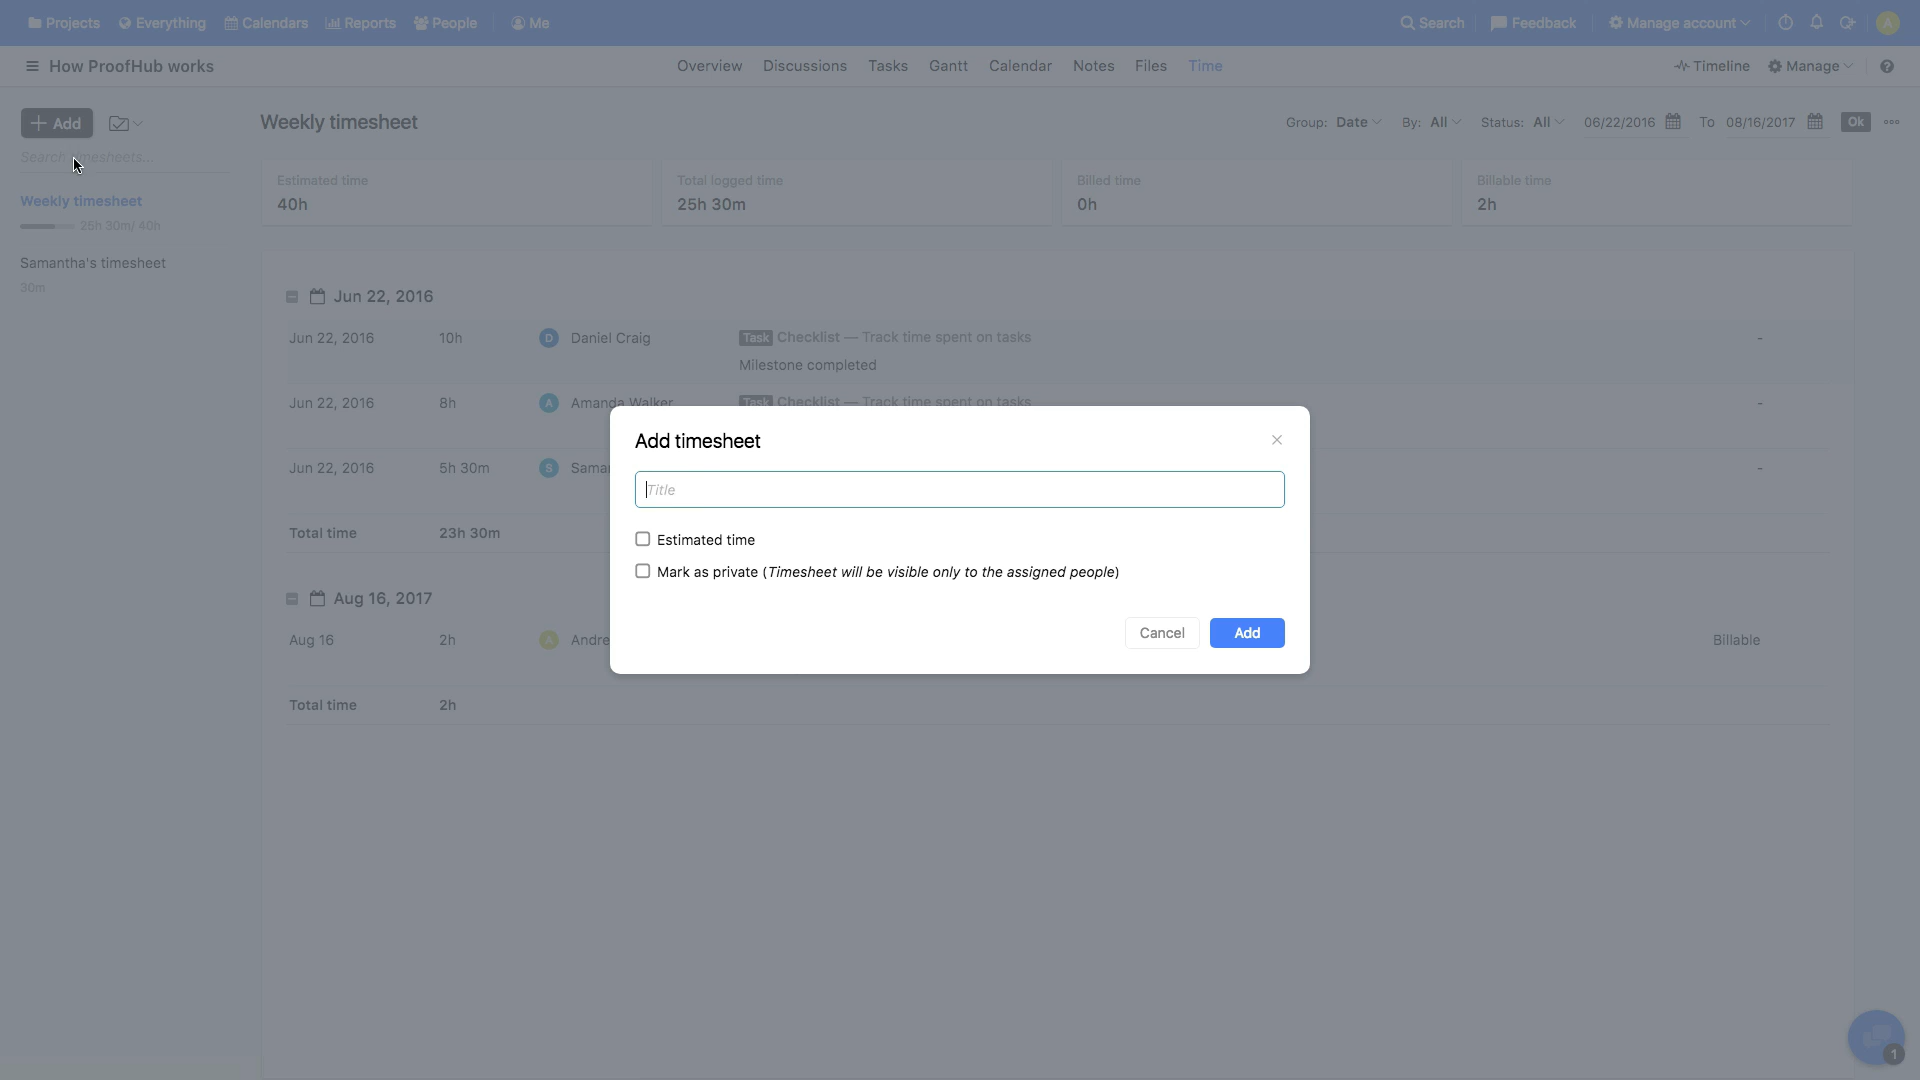 Projects Everything Calendars Reports People Me Search Feedback Manage account A
How ProofHub works Overview Discussions Tasks Gantt Calendar Notes Files Time Timeline Manage ?
Add Weekly timesheet Group: Date By: All Status: All 06/22/2016 To 08/16/2017 Ok
Search timesheets...
Estimated time Total logged time Billed time Billable time
40h 25h 30m 0h 2h
Weekly timesheet
25h 30m/ 40h
Samantha's timesheet
30m
Jun 22, 2016
Jun 22, 2016 10h D Daniel Craig Task Checklist — Track time spent on tasks -
Milestone completed
Jun 22, 2016 8h A Amanda Walker Task Checklist — Track time spent on tasks -
Add timesheet
Jun 22, 2016 5h 30m S Samar -
Title
Total time 23h 30m
Estimated time
Mark as private (Timesheet will be visible only to the assigned people)
Aug 16, 2017
Cancel Add
Aug 16 2h A Andre Billable
Total time 2h
1